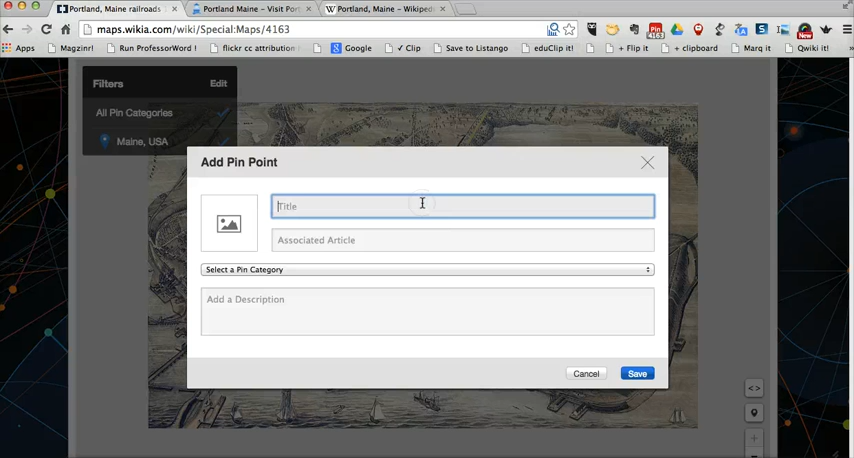 Portland, Maine railroads
Portland Maine – Visit Port
Portland, Maine – Wikiped
maps.wikia.com/wiki/Special:Maps/4163
Pin
4163
New
Apps
Magzinr!
Run ProfessorWord !
flickr cc attribution
Google
✓ Clip
Save to Listango
eduClip it!
+ Flip it
+ clipboard
Marq it
Qwiki it!
»
Filters
Edit
All Pin Categories
Maine, USA
Add Pin Point
Title
Associated Article
Select a Pin Category
Add a Description
Cancel
Save
< >
+